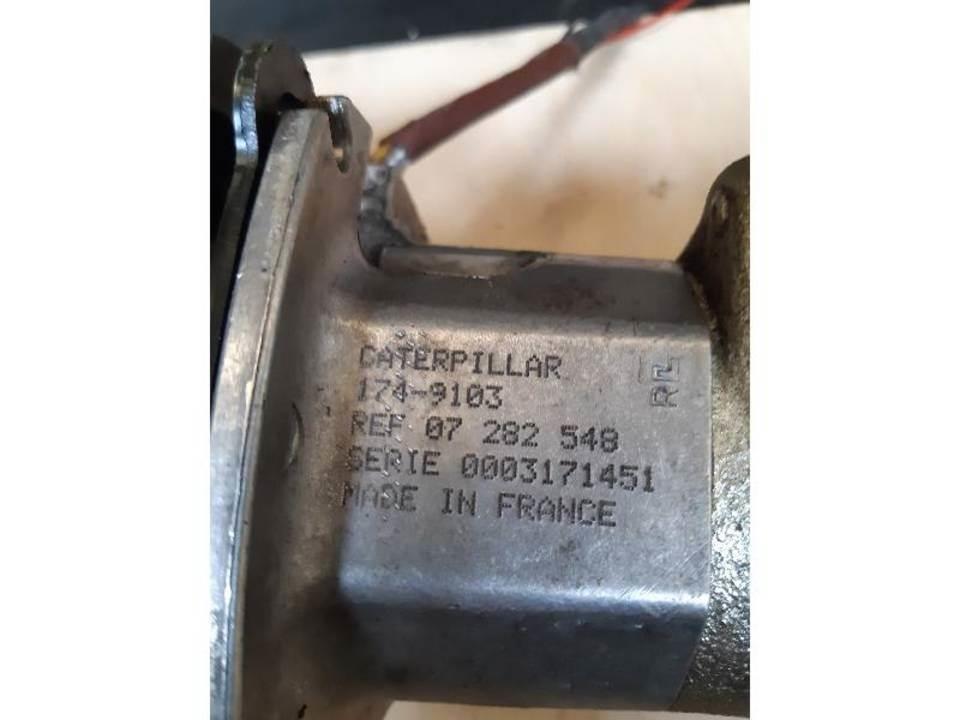 CATERPILLAR
174-9103
REF 07 282 548
SERIE 0003171451
MADE IN FRANCE